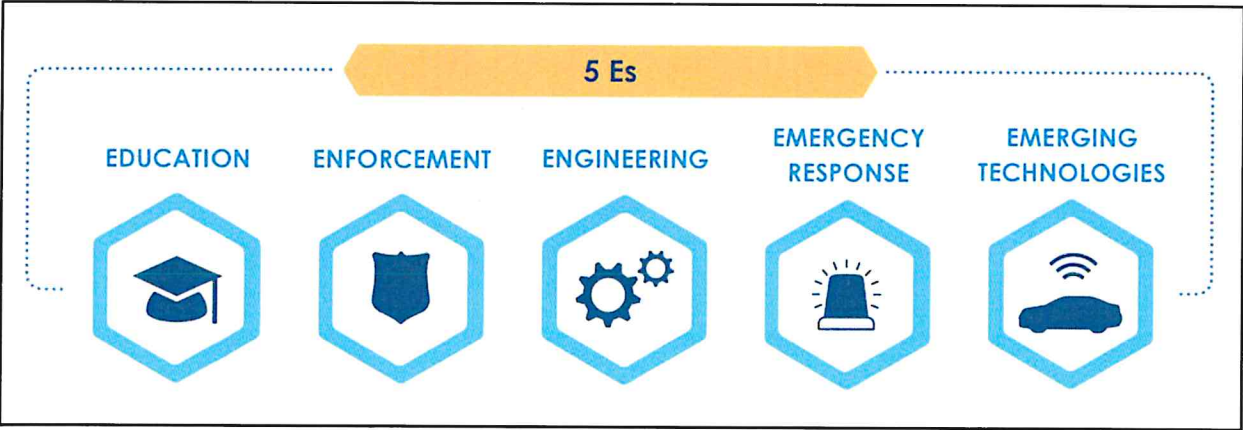 5 Es
EDUCATION
ENFORCEMENT
ENGINEERING
EMERGENCY
RESPONSE
EMERGING
TECHNOLOGIES